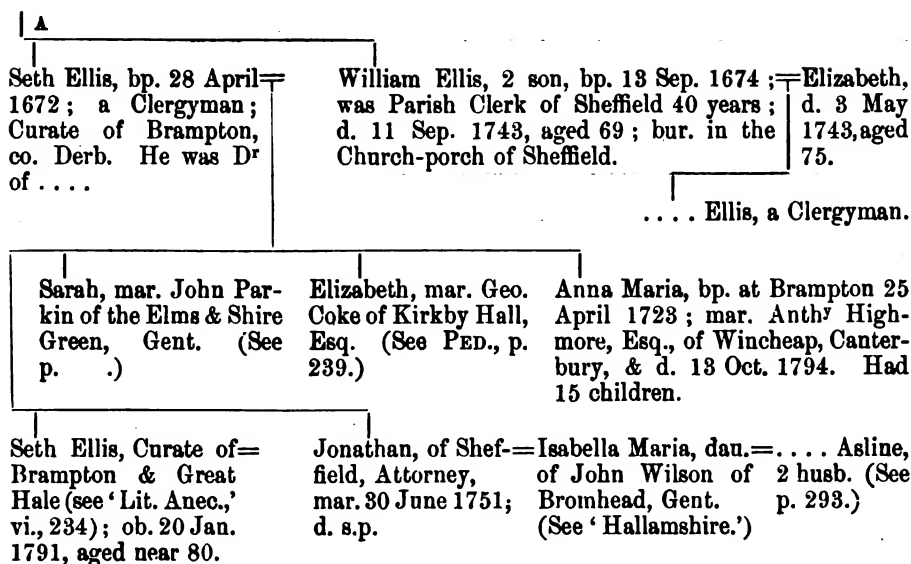 A
Seth Ellis, bp. 28 April
1672 ; a Clergyman ;
Curate of Brampton,
co. Derb. He was Dʳ
of . . . .
William Ellis, 2 son, bp. 13 Sep. 1674 ;
was Parish Clerk of Sheffield 40 years ;
d. 11 Sep. 1743, aged 69 ; bur. in the
Church-porch of Sheffield.
Elizabeth,
d. 3 May
1743, aged
75.
. . . . Ellis, a Clergyman.
Sarah, mar. John Par-
kin of the Elms & Shire
Green, Gent. (See
p. .)
Elizabeth, mar. Geo.
Coke of Kirkby Hall,
Esq. (See PED., p.
239.)
Anna Maria, bp. at Brampton 25
April 1723 ; mar. Anthʸ High-
more, Esq., of Wincheap, Canter-
bury, & d. 13 Oct. 1794. Had
15 children.
Seth Ellis, Curate of=
Brampton & Great
Hale (see ‘ Lit. Anec.,’
vi., 234) ; ob. 20 Jan.
1791, aged near 80.
Jonathan, of Shef-=
field, Attorney,
mar. 30 June 1751;
d. s.p.
Isabella Maria, dau.=
of John Wilson of
Bromhead, Gent.
(See ‘ Hallamshire.’)
. . . . Asline,
2 husb. (See
p. 293.)